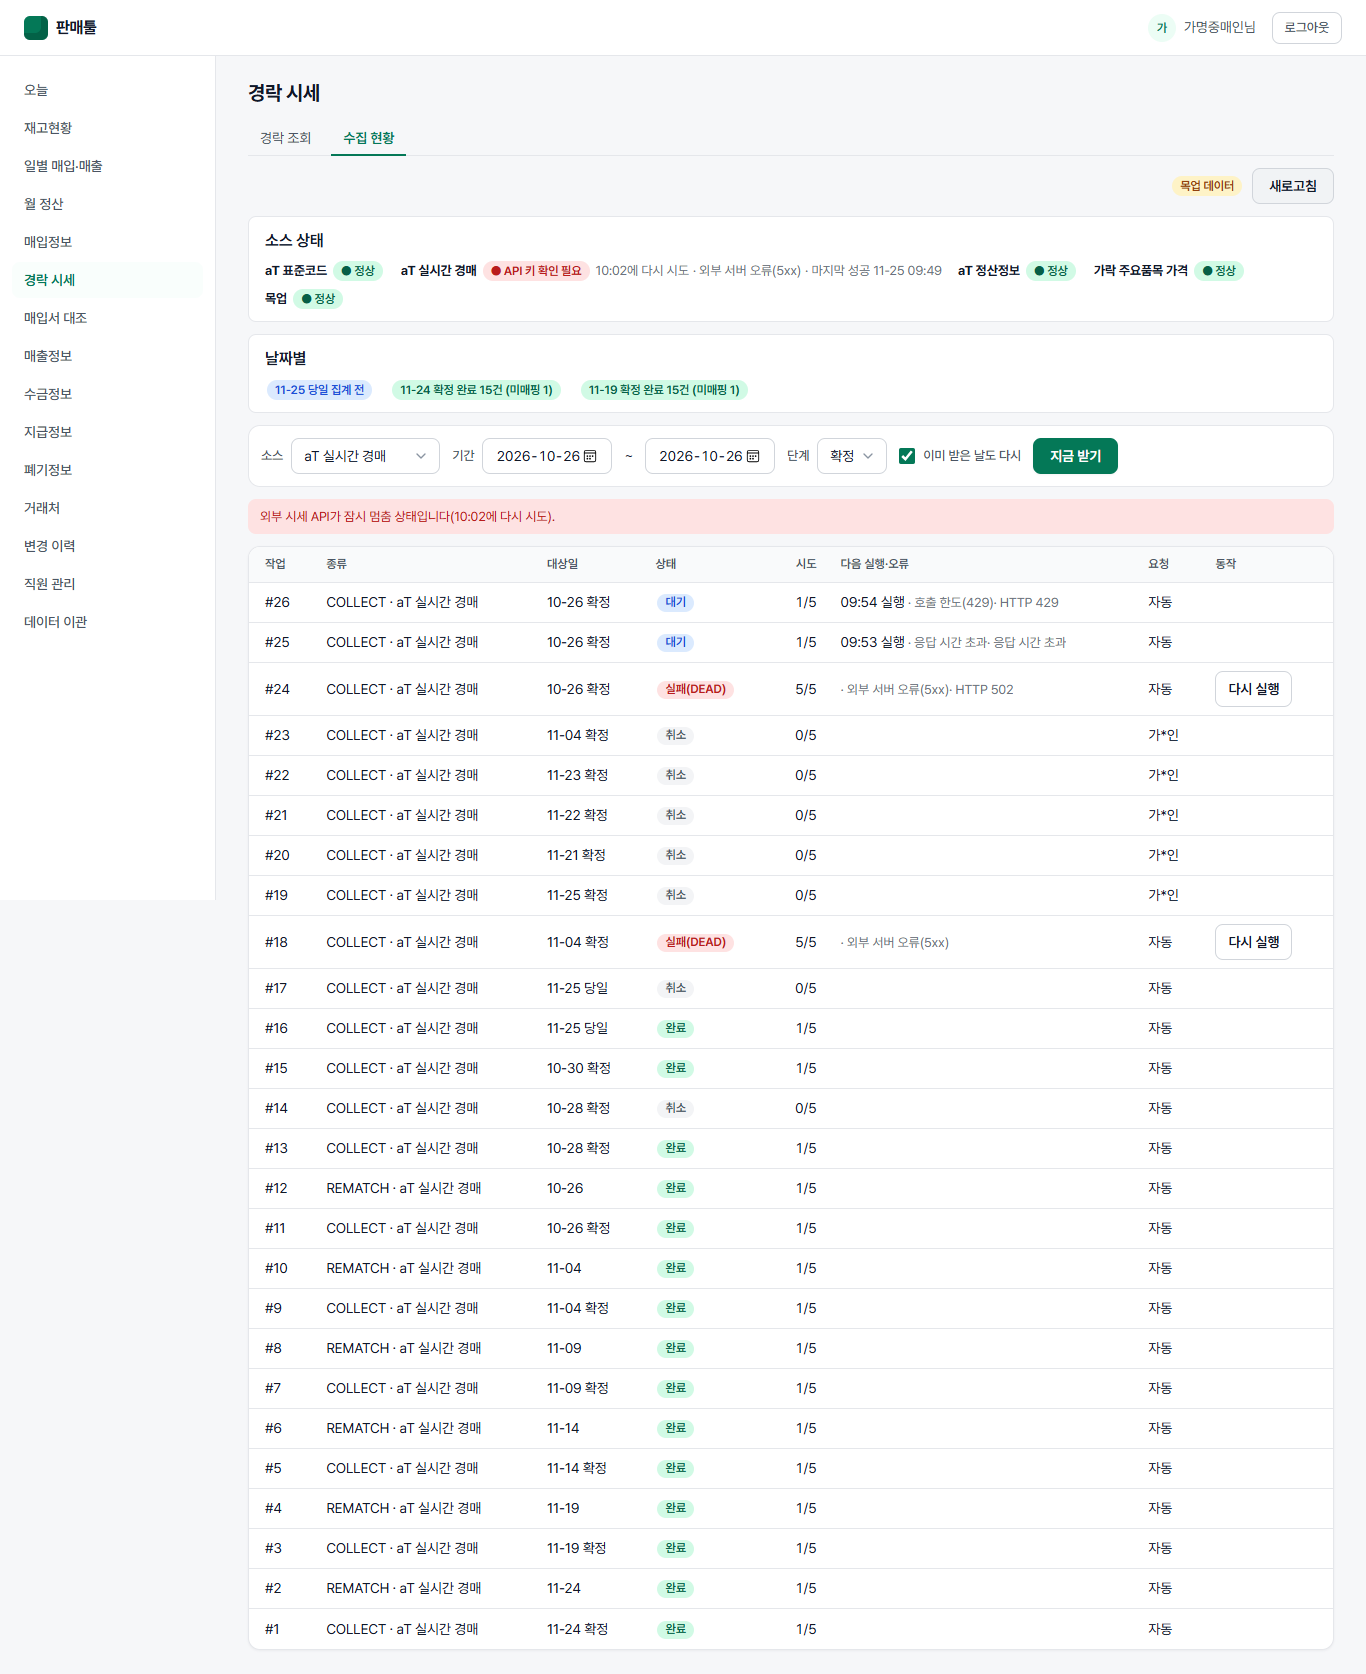 판매툴
가 가명중매인님 로그아웃
오늘
재고현황
일별 매입·매출
월 정산
매입정보
경락 시세
매입서 대조
매출정보
수금정보
지급정보
폐기정보
거래처
변경 이력
직원 관리
데이터 이관
경락 시세
경락 조회 수집 현황
목업 데이터 새로고침
소스 상태
aT 표준코드 ● 정상 aT 실시간 경매 ● API 키 확인 필요 10:02에 다시 시도 · 외부 서버 오류(5xx) · 마지막 성공 11-25 09:49 aT 정산정보 ● 정상 가락 주요품목 가격 ● 정상
목업 ● 정상
날짜별
11-25 당일 집계 전 11-24 확정 완료 15건 (미매핑 1) 11-19 확정 완료 15건 (미매핑 1)
소스 aT 실시간 경매 기간 2026-10-26 ~ 2026-10-26 단계 확정 이미 받은 날도 다시 지금 받기
외부 시세 API가 잠시 멈춤 상태입니다(10:02에 다시 시도).
작업 종류 대상일 상태 시도 다음 실행·오류 요청 동작
#26 COLLECT · aT 실시간 경매 10-26 확정 대기 1/5 09:54 실행 · 호출 한도(429)· HTTP 429 자동
#25 COLLECT · aT 실시간 경매 10-26 확정 대기 1/5 09:53 실행 · 응답 시간 초과· 응답 시간 초과 자동
#24 COLLECT · aT 실시간 경매 10-26 확정 실패(DEAD) 5/5 · 외부 서버 오류(5xx)· HTTP 502 자동 다시 실행
#23 COLLECT · aT 실시간 경매 11-04 확정 취소 0/5 가*인
#22 COLLECT · aT 실시간 경매 11-23 확정 취소 0/5 가*인
#21 COLLECT · aT 실시간 경매 11-22 확정 취소 0/5 가*인
#20 COLLECT · aT 실시간 경매 11-21 확정 취소 0/5 가*인
#19 COLLECT · aT 실시간 경매 11-25 확정 취소 0/5 가*인
#18 COLLECT · aT 실시간 경매 11-04 확정 실패(DEAD) 5/5 · 외부 서버 오류(5xx) 자동 다시 실행
#17 COLLECT · aT 실시간 경매 11-25 당일 취소 0/5 자동
#16 COLLECT · aT 실시간 경매 11-25 당일 완료 1/5 자동
#15 COLLECT · aT 실시간 경매 10-30 확정 완료 1/5 자동
#14 COLLECT · aT 실시간 경매 10-28 확정 취소 0/5 자동
#13 COLLECT · aT 실시간 경매 10-28 확정 완료 1/5 자동
#12 REMATCH · aT 실시간 경매 10-26 완료 1/5 자동
#11 COLLECT · aT 실시간 경매 10-26 확정 완료 1/5 자동
#10 REMATCH · aT 실시간 경매 11-04 완료 1/5 자동
#9 COLLECT · aT 실시간 경매 11-04 확정 완료 1/5 자동
#8 REMATCH · aT 실시간 경매 11-09 완료 1/5 자동
#7 COLLECT · aT 실시간 경매 11-09 확정 완료 1/5 자동
#6 REMATCH · aT 실시간 경매 11-14 완료 1/5 자동
#5 COLLECT · aT 실시간 경매 11-14 확정 완료 1/5 자동
#4 REMATCH · aT 실시간 경매 11-19 완료 1/5 자동
#3 COLLECT · aT 실시간 경매 11-19 확정 완료 1/5 자동
#2 REMATCH · aT 실시간 경매 11-24 완료 1/5 자동
#1 COLLECT · aT 실시간 경매 11-24 확정 완료 1/5 자동